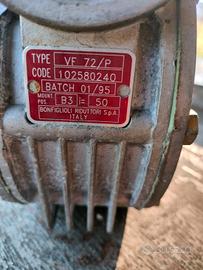 TYPE VF 72/P
CODE 102580240
BATCH 01/95
MOUNT. POS. B3 i= 50
BONFIGLIOLI RIDUTTORI S.p.A.
ITALY